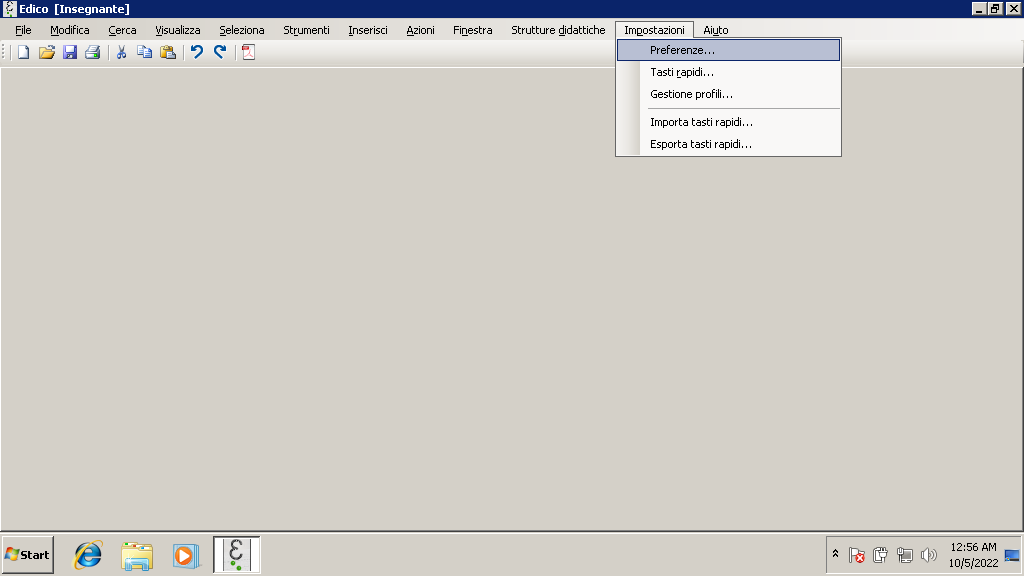 Edico [Insegnante]
File Modifica Cerca Visualizza Seleziona Strumenti Inserisci Azioni Finestra Strutture didattiche Impostazioni Aiuto
Preferenze...
Tasti rapidi...
Gestione profili...
Importa tasti rapidi...
Esporta tasti rapidi...
Start
12:56 AM
10/5/2022